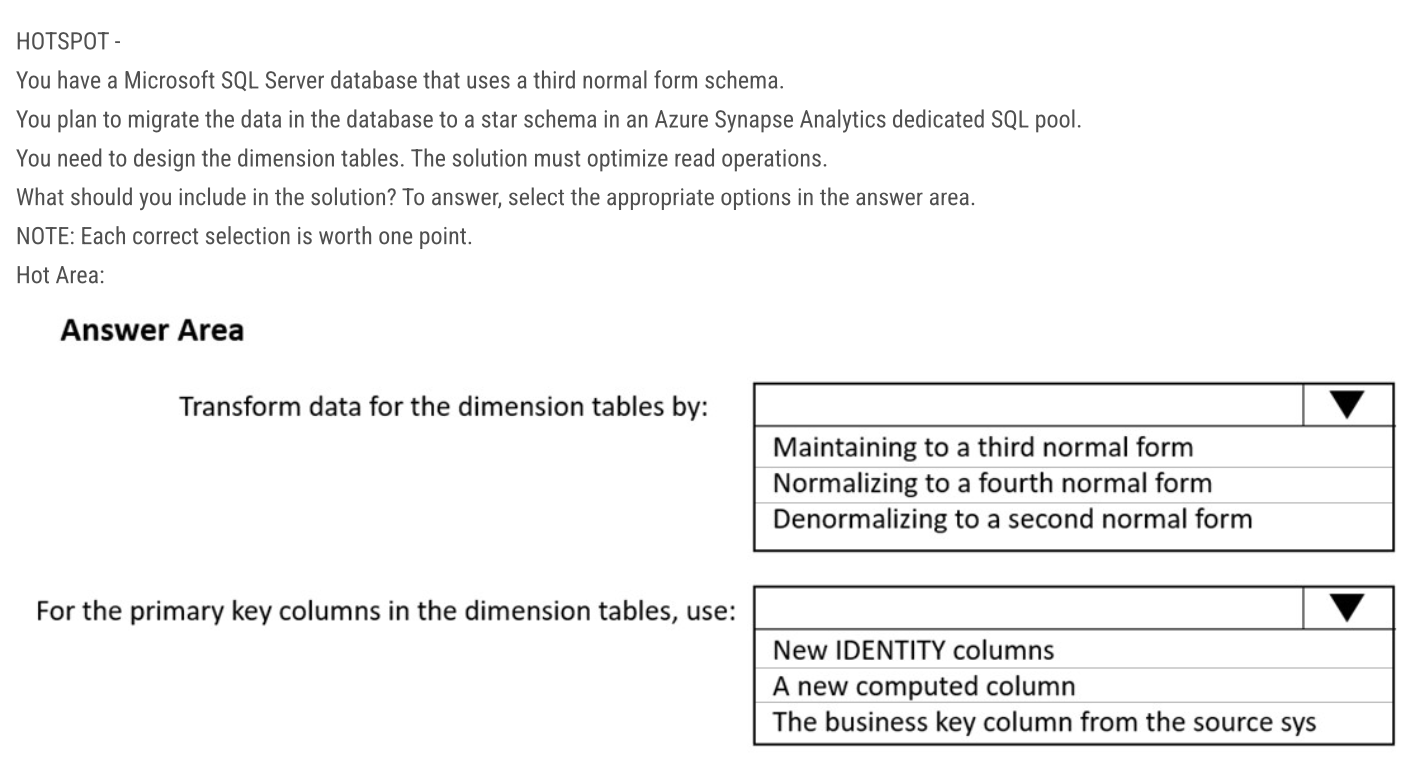 HOTSPOT -
You have a Microsoft SQL Server database that uses a third normal form schema.
You plan to migrate the data in the database to a star schema in an Azure Synapse Analytics dedicated SQL pool.
You need to design the dimension tables. The solution must optimize read operations.
What should you include in the solution? To answer, select the appropriate options in the answer area.
NOTE: Each correct selection is worth one point.
Hot Area:
Answer Area
Transform data for the dimension tables by:
Maintaining to a third normal form
Normalizing to a fourth normal form
Denormalizing to a second normal form
For the primary key columns in the dimension tables, use:
New IDENTITY columns
A new computed column
The business key column from the source sys